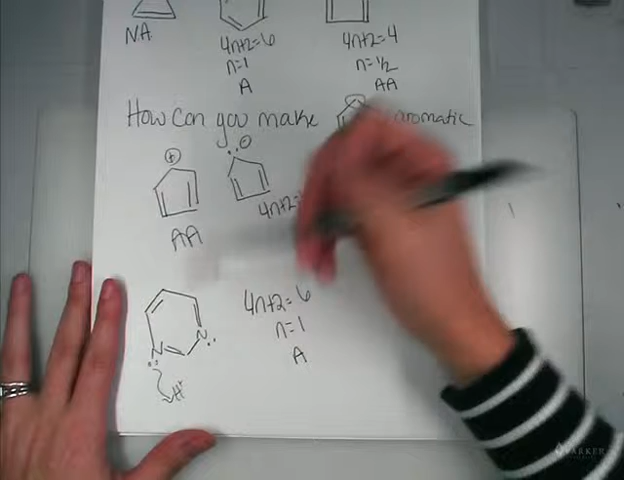 NA
4n+2=6
n=1
A
4n+2=4
n=1/2
AA
How Can you make aromatic
AA
4n+2=
N
N
H+
4n+2=6
n=1
A
PARKER